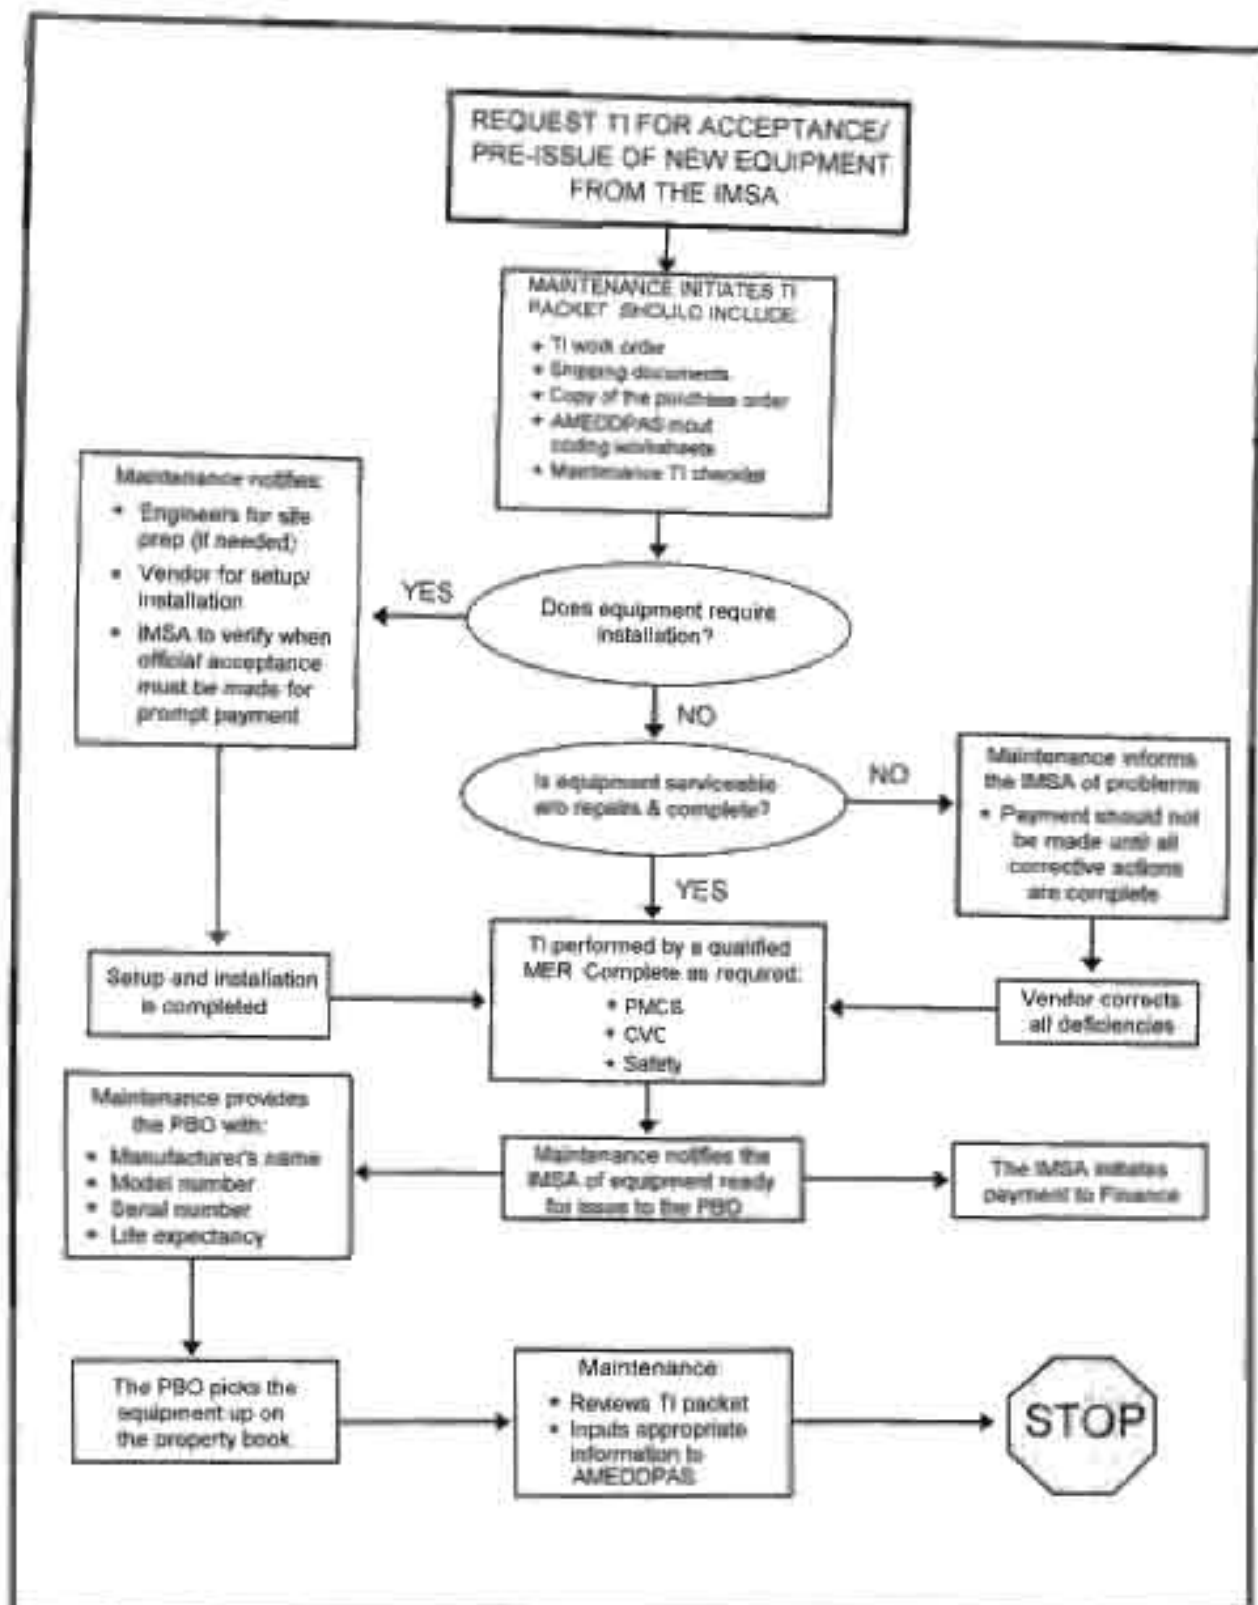 REQUEST TI FOR ACCEPTANCE/
PRE-ISSUE OF NEW EQUIPMENT
FROM THE IMSA
MAINTENANCE INITIATES TI
PACKET SHOULD INCLUDE
TI work order
Shipping documents
Copy of the purchase order
AMEDDPAS input
coding worksheets
Maintenance TI checklist
Maintenance notifies:
• Engineers for site
prep (if needed)
• Vendor for setup/
installation
• IMSA to verify when
official acceptance
must be made for
prompt payment
YES
Does equipment require
installation?
NO
Is equipment serviceable
w/o repairs & complete?
NO
Maintenance informs
the IMSA of problems
• Payment should not
be made until all
corrective actions
are complete
YES
Setup and installation
is completed
TI performed by a qualified
MER Complete as required:
• PMCS
• CVC
• Safety
Vendor corrects
all deficiencies
Maintenance provides
the PBO with:
• Manufacturer's name
• Model number
• Serial number
• Life expectancy
Maintenance notifies the
IMSA of equipment ready
for issue to the PBO
The IMSA initiates
payment to Finance
The PBO picks the
equipment up on
the property book
Maintenance
• Reviews TI packet
• Inputs appropriate
information to
AMEDDPAS
STOP